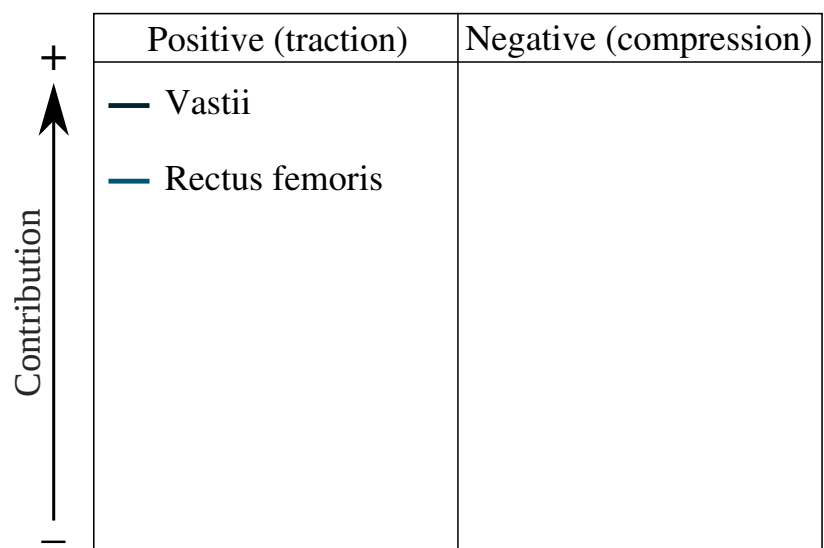 Positive (traction)
Negative (compression)
+
Vastii
Rectus femoris
Contribution
−